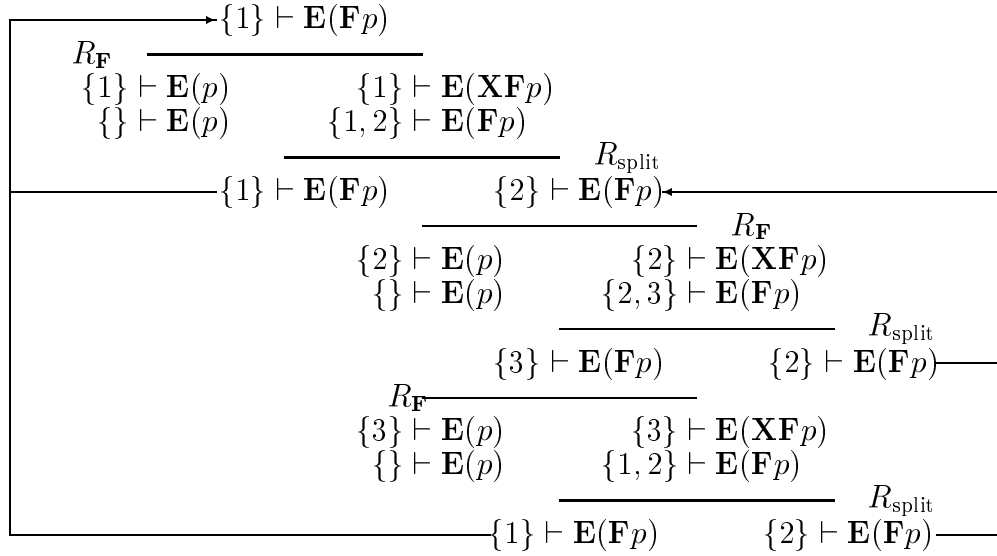 {1} ⊢ E(Fp)
R_F
{1} ⊢ E(p) {1} ⊢ E(XFp)
{} ⊢ E(p) {1, 2} ⊢ E(Fp)
R_split
{1} ⊢ E(Fp) {2} ⊢ E(Fp)
R_F
{2} ⊢ E(p) {2} ⊢ E(XFp)
{} ⊢ E(p) {2, 3} ⊢ E(Fp)
R_split
{3} ⊢ E(Fp) {2} ⊢ E(Fp)
R_F
{3} ⊢ E(p) {3} ⊢ E(XFp)
{} ⊢ E(p) {1, 2} ⊢ E(Fp)
R_split
{1} ⊢ E(Fp) {2} ⊢ E(Fp)